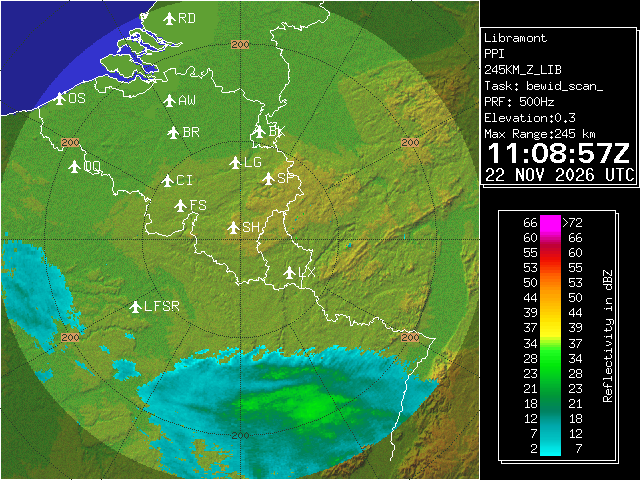 Libramont
PPI
245KM_Z_LIB
Task: bewid_scan_
PRF: 500Hz
Elevation:0.3
Max Range:245 km
11:08:57Z
22 NOV 2026 UTC
RD
200
OS
AW
BR
BK
200
200
QQ
LG
CI
SP
FS
SH
LX
LFSR
200
200
200
66 >72
60 66
55 60
53 55
50 53
44 50
39 44
37 39
34 37
28 34
23 28
21 23
18 21
12 18
7 12
2 7
Reflectivity in dBZ